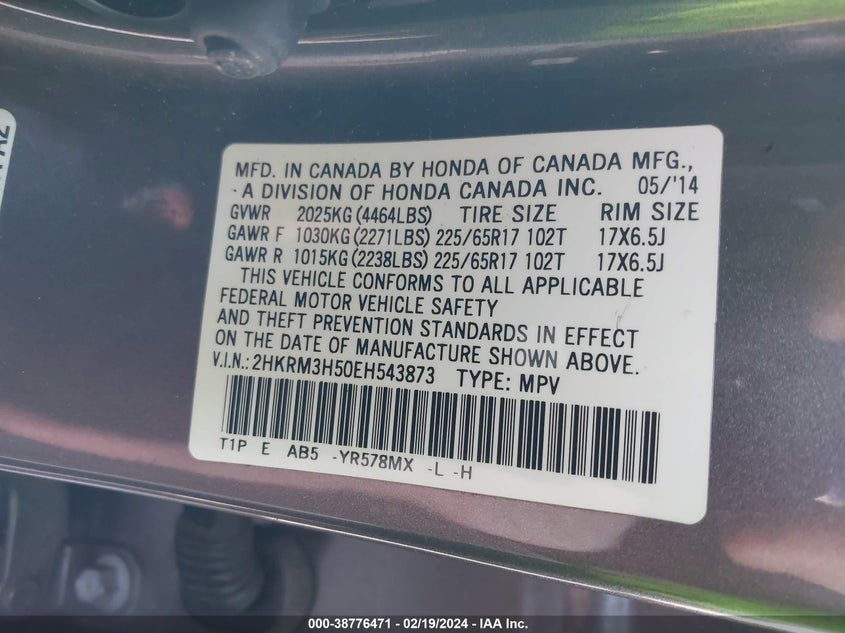 MFD. IN CANADA BY HONDA OF CANADA MFG.,
A DIVISION OF HONDA CANADA INC. 05/'14
GVWR 2025KG (4464LBS) TIRE SIZE RIM SIZE
GAWR F 1030KG (2271LBS) 225/65R17 102T 17X6.5J
GAWR R 1015KG (2238LBS) 225/65R17 102T 17X6.5J
THIS VEHICLE CONFORMS TO ALL APPLICABLE
FEDERAL MOTOR VEHICLE SAFETY
AND THEFT PREVENTION STANDARDS IN EFFECT
ON THE DATE OF MANUFACTURE SHOWN ABOVE.
V.I.N.: 2HKRM3H50EH543873 TYPE: MPV
T1P E AB5 -YR578MX -L -H
000-38776471 - 02/19/2024 - IAA Inc.